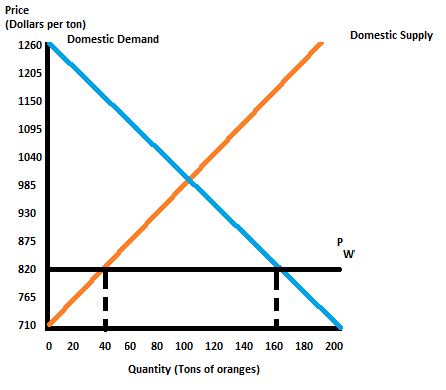 Price
(Dollars per ton)
Domestic Demand
Domestic Supply
1260
1205
1150
1095
1040
985
930
875
820
765
710
P
W
0 20 40 60 80 100 120 140 160 180 200
Quantity (Tons of oranges)